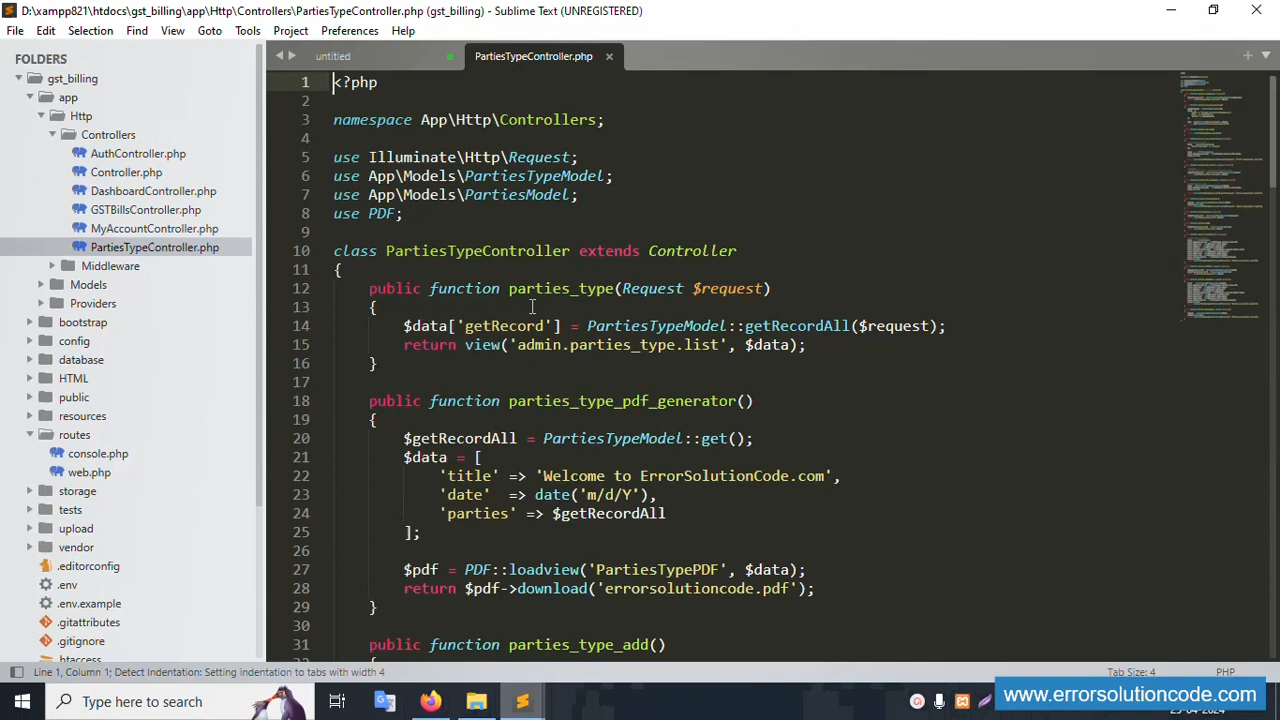 D:\xampp821\htdocs\gst_billing\app\Http\Controllers\PartiesTypeController.php (gst_billing) - Sublime Text (UNREGISTERED)
File Edit Selection Find View Goto Tools Project Preferences Help
FOLDERS
gst_billing
app
Http
Controllers
AuthController.php
Controller.php
DashboardController.php
GSTBillsController.php
MyAccountController.php
PartiesTypeController.php
Middleware
Models
Providers
bootstrap
config
database
HTML
public
resources
routes
console.php
web.php
storage
tests
upload
vendor
.editorconfig
.env
.env.example
.gitattributes
.gitignore
.htaccess
untitled PartiesTypeController.php
1 <?php
2
3 namespace App\Http\Controllers;
4
5 use Illuminate\Http\Request;
6 use App\Models\PartiesTypeModel;
7 use App\Models\PartiesModel;
8 use PDF;
9
10 class PartiesTypeController extends Controller
11 {
12 public function parties_type(Request $request)
13 {
14 $data['getRecord'] = PartiesTypeModel::getRecordAll($request);
15 return view('admin.parties_type.list', $data);
16 }
17
18 public function parties_type_pdf_generator()
19 {
20 $getRecordAll = PartiesTypeModel::get();
21 $data = [
22 'title' => 'Welcome to ErrorSolutionCode.com',
23 'date' => date('m/d/Y'),
24 'parties' => $getRecordAll
25 ];
26
27 $pdf = PDF::loadview('PartiesTypePDF', $data);
28 return $pdf->download('errorsolutioncode.pdf');
29 }
30
31 public function parties_type_add()
Line 1, Column 1; Detect Indentation: Setting indentation to tabs with width 4 Tab Size: 4 PHP
Type here to search
www.errorsolutioncode.com